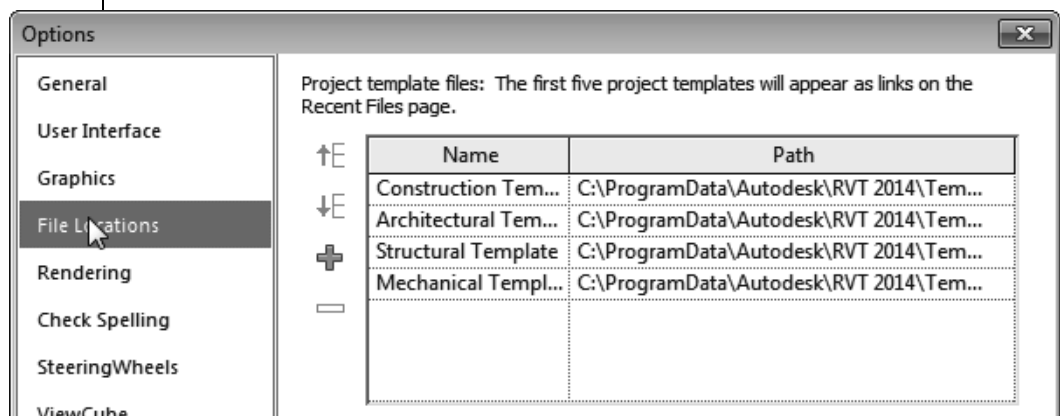 Options
General
User Interface
Graphics
File Locations
Rendering
Check Spelling
SteeringWheels
ViewCube
Project template files: The first five project templates will appear as links on the
Recent Files page.
Name Path
Construction Tem... C:\ProgramData\Autodesk\RVT 2014\Tem...
Architectural Tem... C:\ProgramData\Autodesk\RVT 2014\Tem...
Structural Template C:\ProgramData\Autodesk\RVT 2014\Tem...
Mechanical Templ... C:\ProgramData\Autodesk\RVT 2014\Tem...